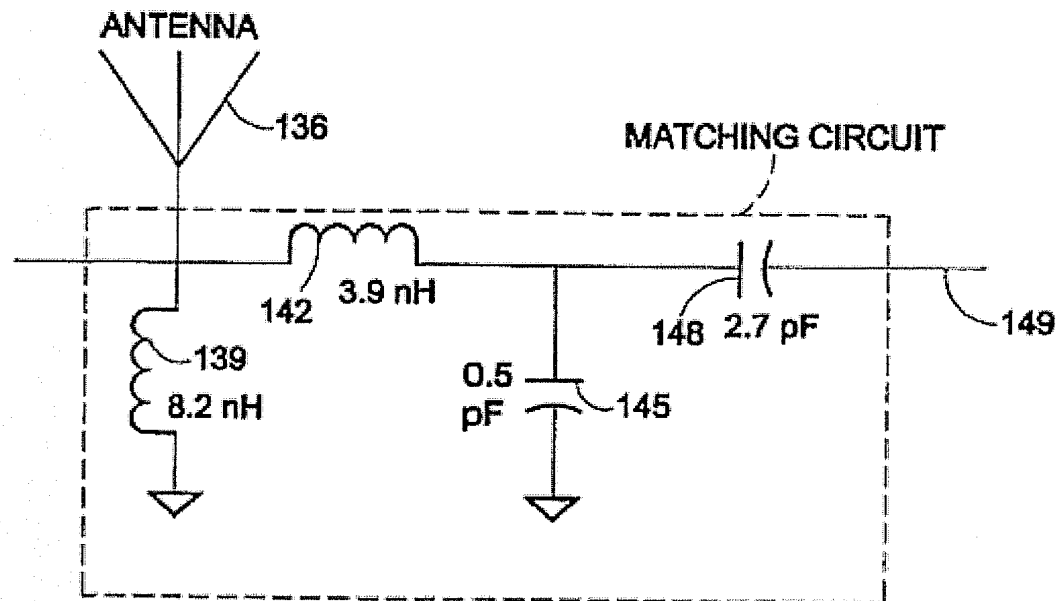 ANTENNA
136
MATCHING CIRCUIT
142
3.9 nH
148
2.7 pF
149
139
8.2 nH
0.5
pF
145